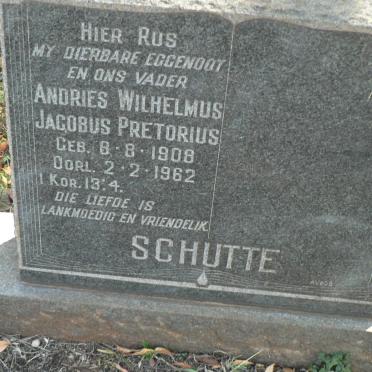 HIER RUS
MY DIERBARE EGGENOOT
EN ONS VADER
ANDRIES WILHELMUS
JACOBUS PRETORIUS
GEB. 8·8·1908
OORL. 2·2·1962
1 KOR. 13:4.
DIE LIEFDE IS
LANKMOEDIG EN VRIENDELIK.
SCHUTTE